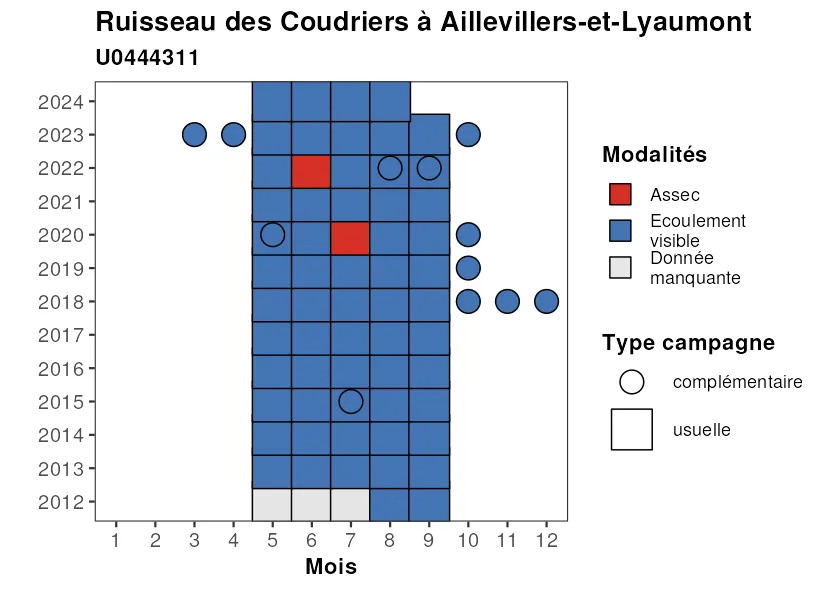 Ruisseau des Coudriers à Aillevillers-et-Lyaumont
U0444311
2024
2023
2022
2021
2020
2019
2018
2017
2016
2015
2014
2013
2012
1 2 3 4 5 6 7 8 9 10 11 12
Mois
Modalités
Assec
Ecoulement
visible
Donnée
manquante
Type campagne
complémentaire
usuelle